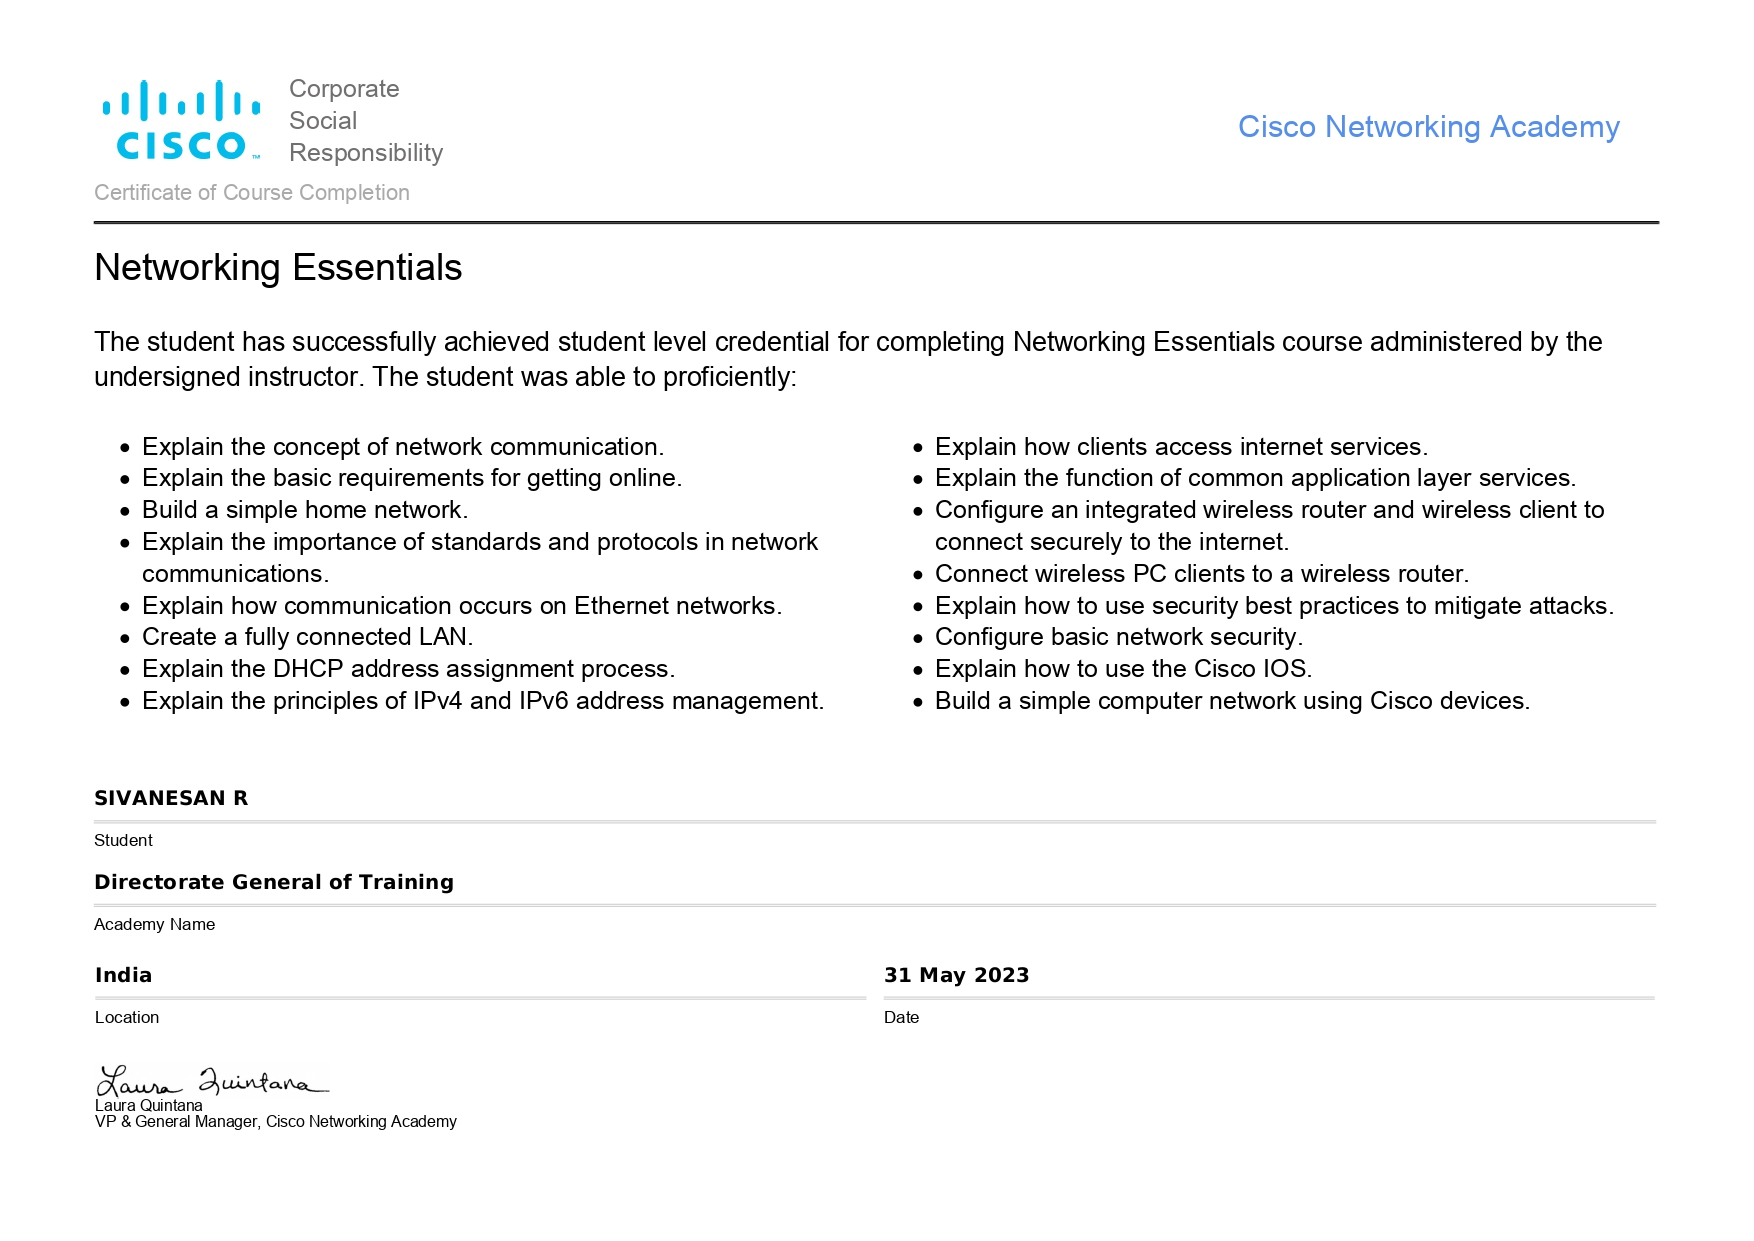 CISCO™
Corporate
Social
Responsibility
Cisco Networking Academy
Certificate of Course Completion
Networking Essentials
The student has successfully achieved student level credential for completing Networking Essentials course administered by the
undersigned instructor. The student was able to proficiently:
• Explain the concept of network communication.
• Explain the basic requirements for getting online.
• Build a simple home network.
• Explain the importance of standards and protocols in network
communications.
• Explain how communication occurs on Ethernet networks.
• Create a fully connected LAN.
• Explain the DHCP address assignment process.
• Explain the principles of IPv4 and IPv6 address management.
• Explain how clients access internet services.
• Explain the function of common application layer services.
• Configure an integrated wireless router and wireless client to
connect securely to the internet.
• Connect wireless PC clients to a wireless router.
• Explain how to use security best practices to mitigate attacks.
• Configure basic network security.
• Explain how to use the Cisco IOS.
• Build a simple computer network using Cisco devices.
SIVANESAN R
Student
Directorate General of Training
Academy Name
India
Location
31 May 2023
Date
Laura Quintana
Laura Quintana
VP & General Manager, Cisco Networking Academy